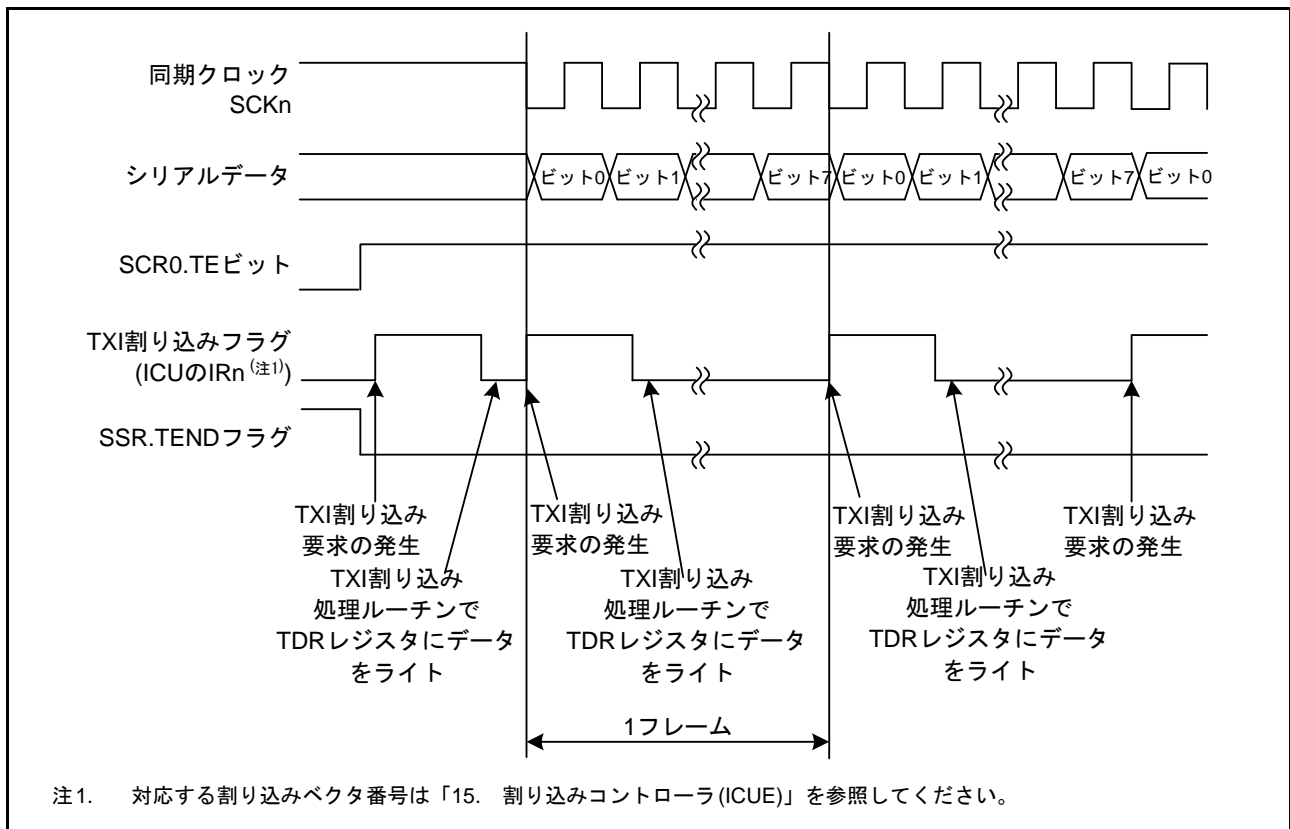 同期クロック
SCKn
シリアルデータ
ビット0 ビット1 ビット7 ビット0 ビット1 ビット7 ビット0
SCR0.TEビット
TXI割り込みフラグ
(ICUのIRn (注1))
SSR.TENDフラグ
TXI割り込み
要求の発生
TXI割り込み
処理ルーチンで
TDRレジスタにデータ
をライト
TXI割り込み
要求の発生
TXI割り込み
処理ルーチンで
TDRレジスタにデータ
をライト
TXI割り込み
要求の発生
TXI割り込み
処理ルーチンで
TDRレジスタにデータ
をライト
TXI割り込み
要求の発生
1フレーム
注1. 対応する割り込みベクタ番号は「15. 割り込みコントローラ(ICUE)」を参照してください。